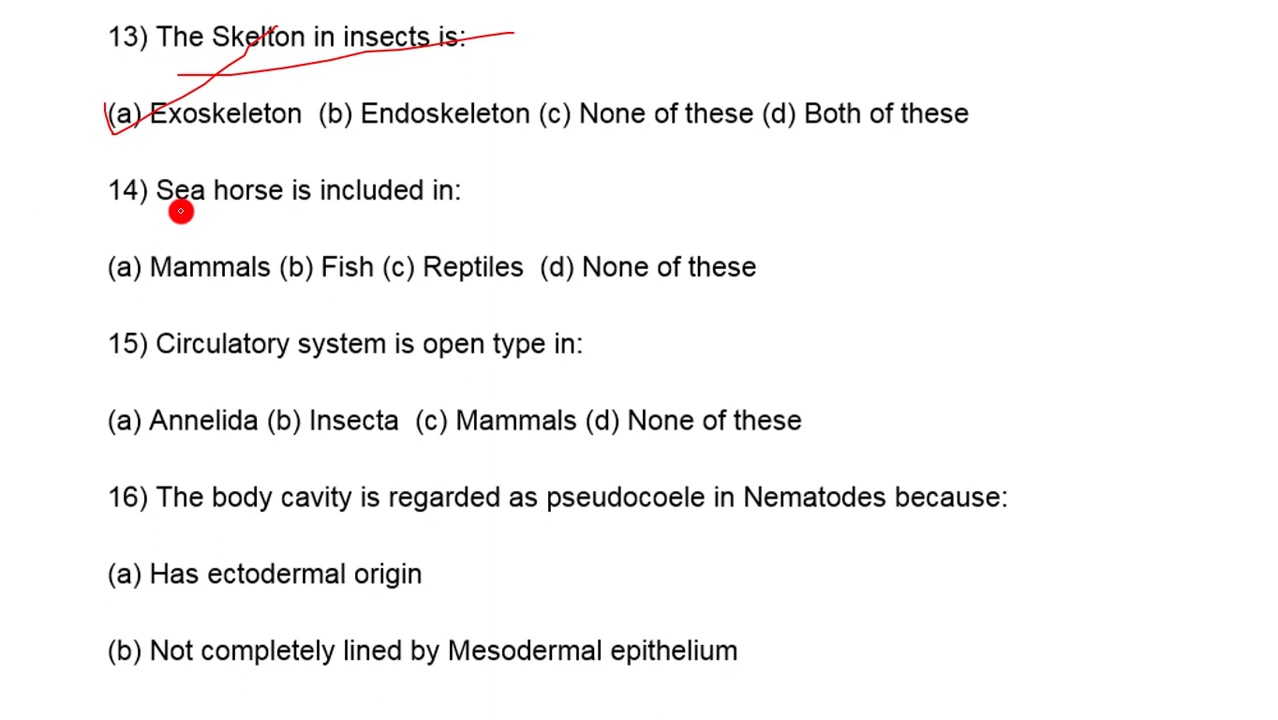 13) The Skelton in insects is:
(a) Exoskeleton (b) Endoskeleton (c) None of these (d) Both of these
14) Sea horse is included in:
(a) Mammals (b) Fish (c) Reptiles (d) None of these
15) Circulatory system is open type in:
(a) Annelida (b) Insecta (c) Mammals (d) None of these
16) The body cavity is regarded as pseudocoele in Nematodes because:
(a) Has ectodermal origin
(b) Not completely lined by Mesodermal epithelium